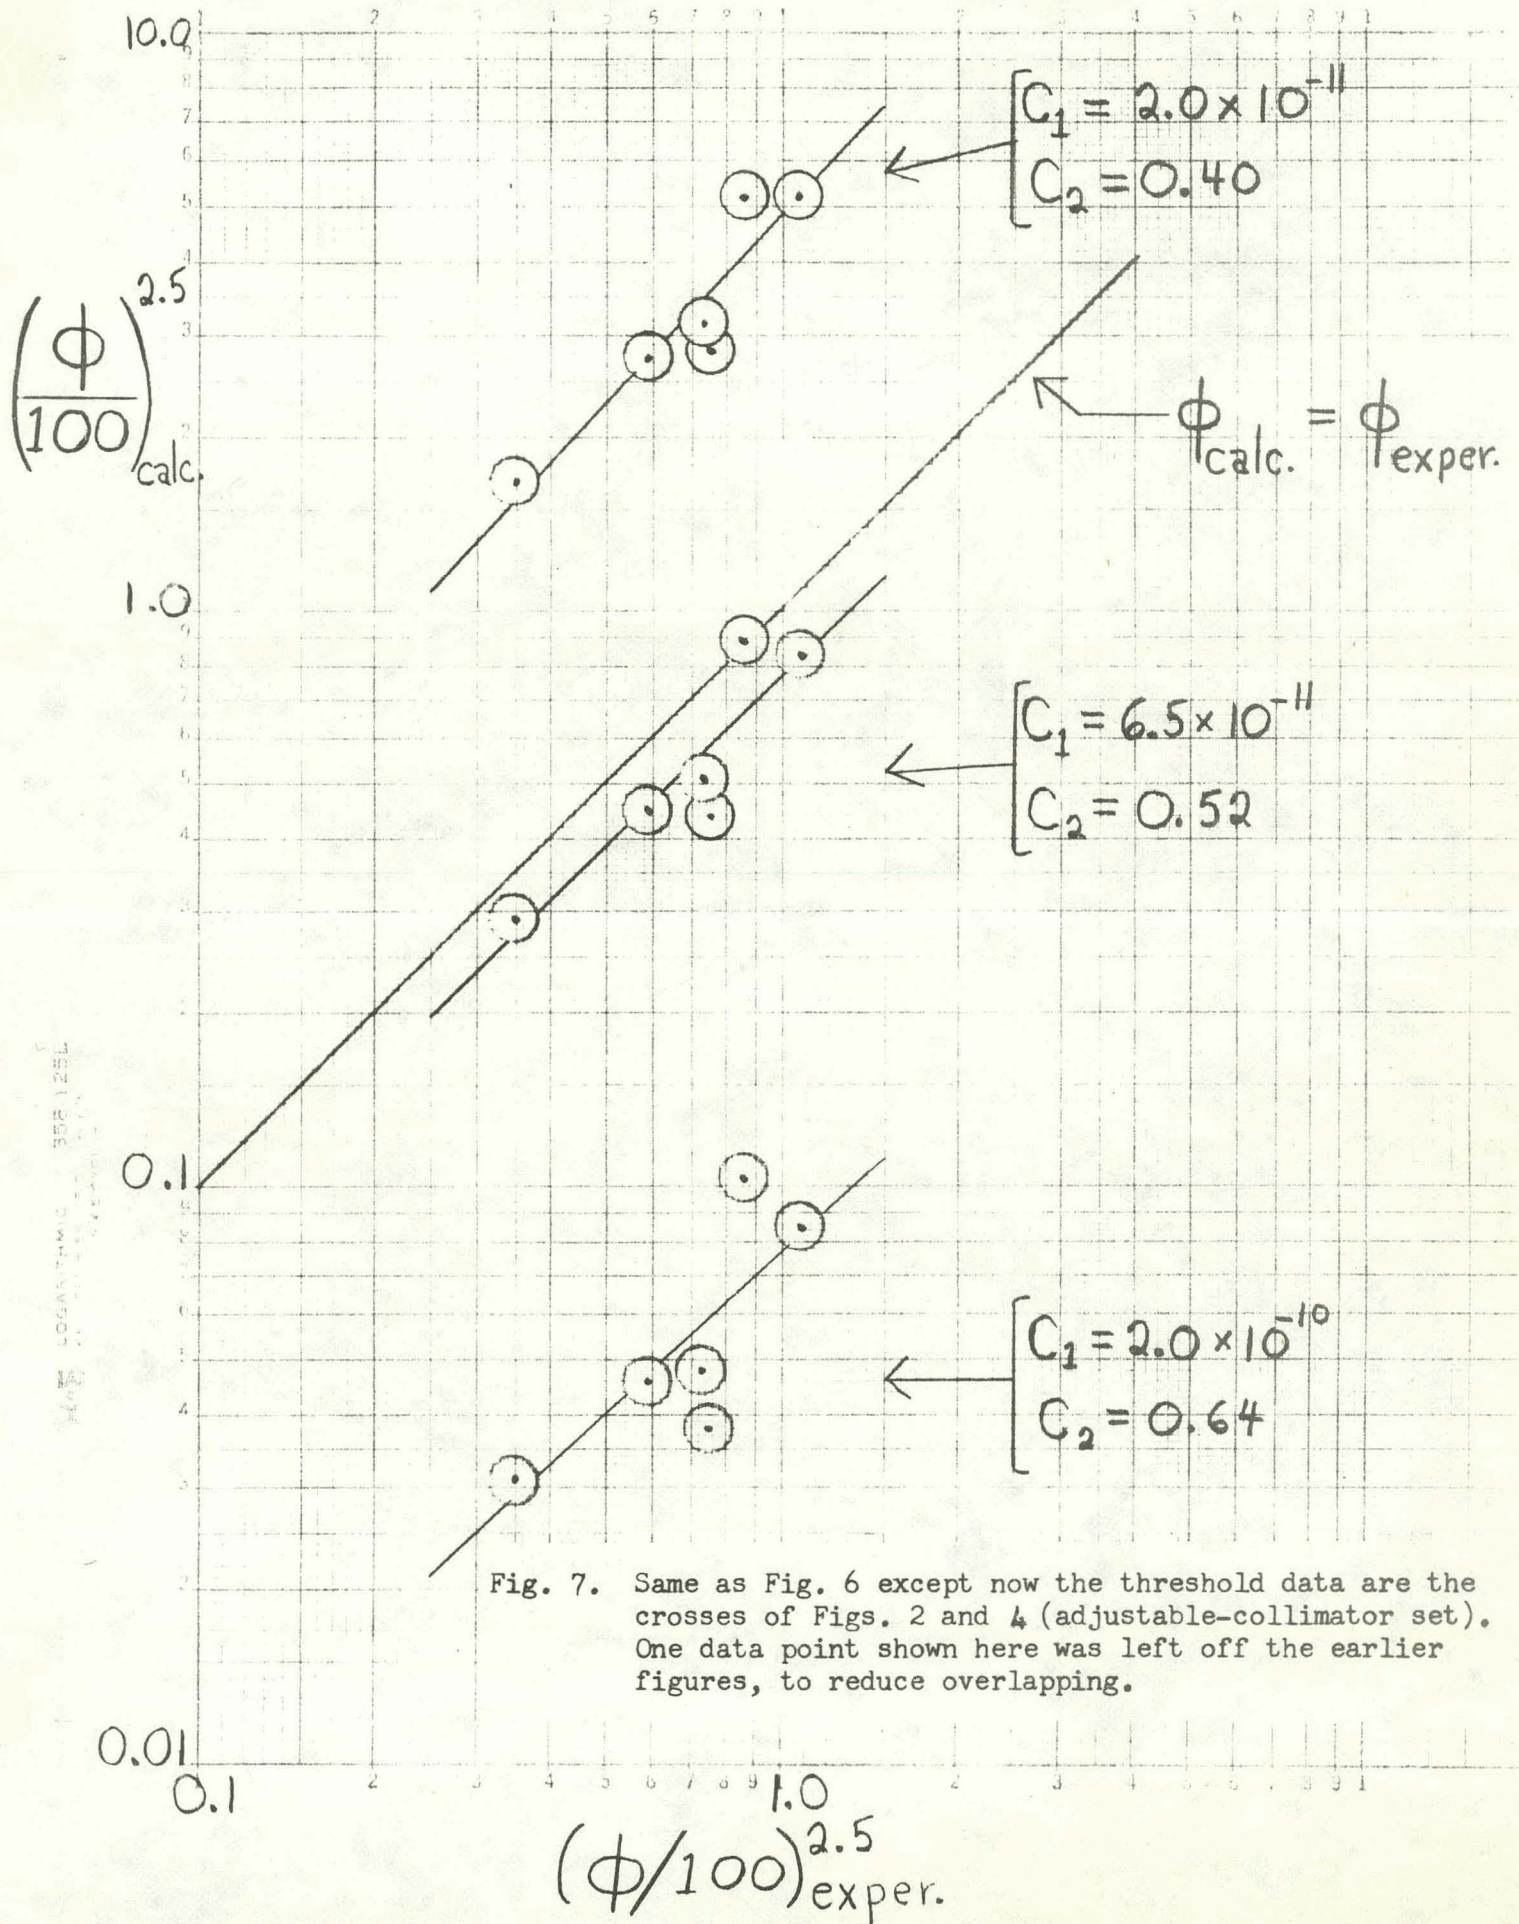 10.0
C₁ = 2.0 × 10⁻¹¹
C₂ = 0.40
(ϕ/100)^2.5 calc.
ϕcalc. = ϕexper.
1.0
C₁ = 6.5 × 10⁻¹¹
C₂ = 0.52
0.1
C₁ = 2.0 × 10⁻¹⁰
C₂ = 0.64
Fig. 7. Same as Fig. 6 except now the threshold data are the
crosses of Figs. 2 and 4 (adjustable-collimator set).
One data point shown here was left off the earlier
figures, to reduce overlapping.
0.01
0.1 1.0
(ϕ/100)^2.5 exper.